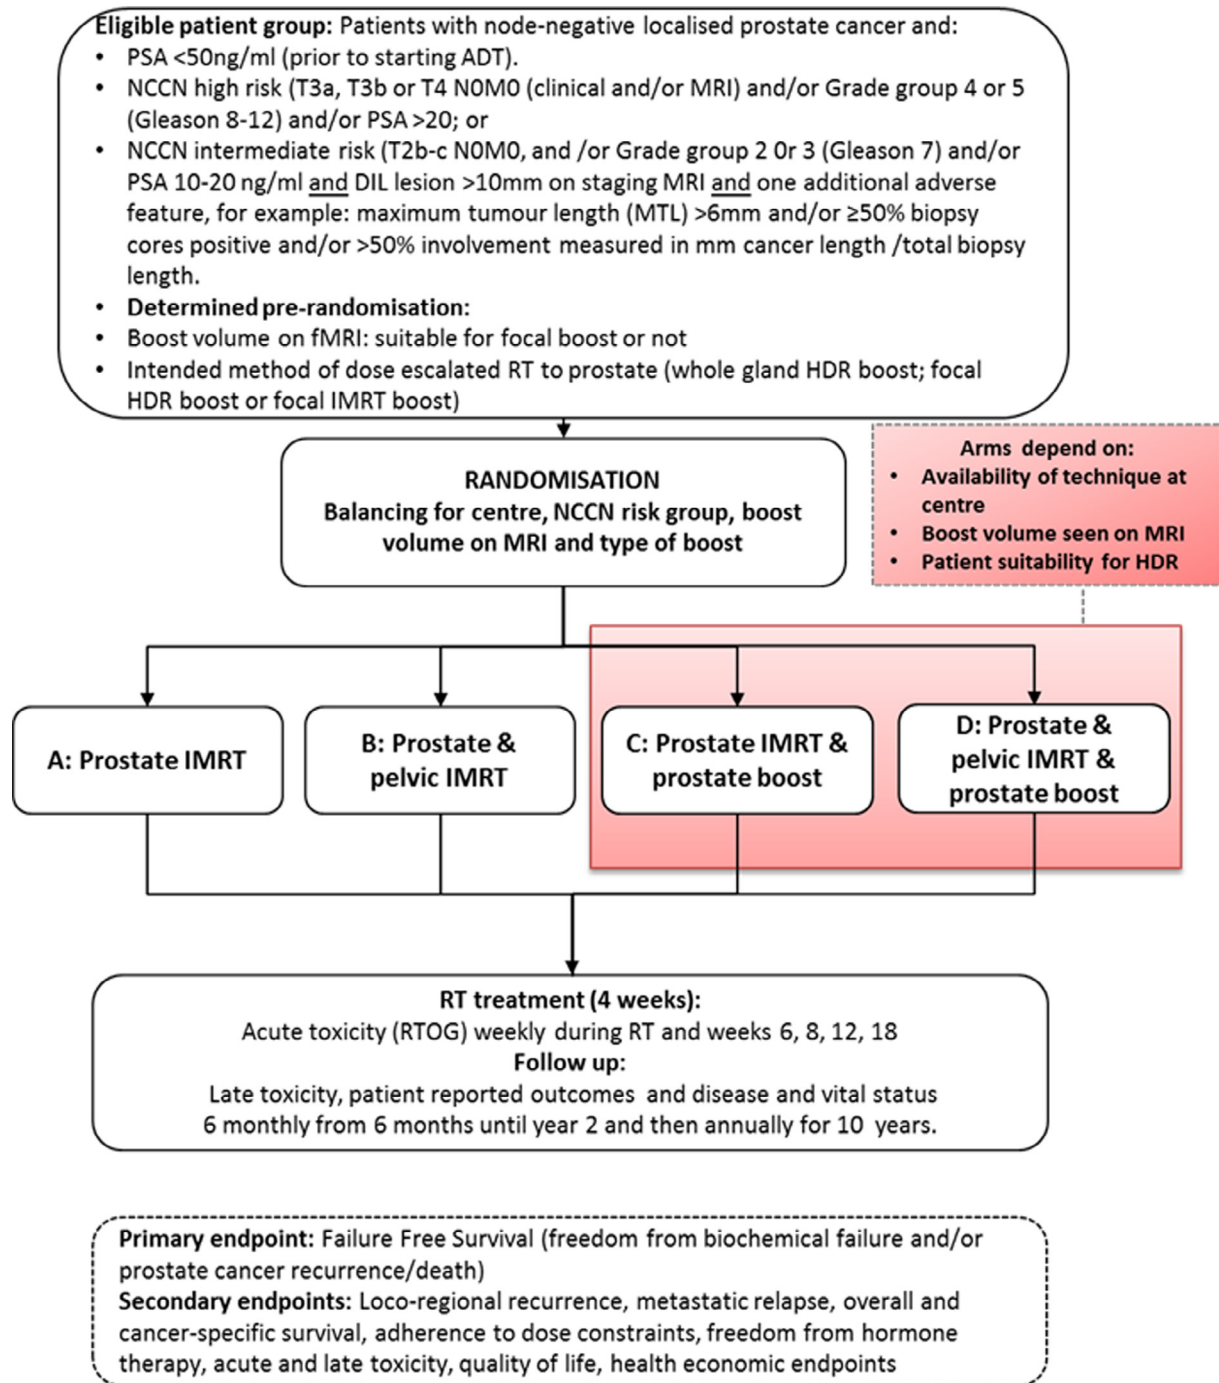 Eligible patient group: Patients with node-negative localised prostate cancer and:
• PSA <50ng/ml (prior to starting ADT).
• NCCN high risk (T3a, T3b or T4 N0M0 (clinical and/or MRI) and/or Grade group 4 or 5
(Gleason 8-12) and/or PSA >20; or
• NCCN intermediate risk (T2b-c N0M0, and /or Grade group 2 0r 3 (Gleason 7) and/or
PSA 10-20 ng/ml and DIL lesion >10mm on staging MRI and one additional adverse
feature, for example: maximum tumour length (MTL) >6mm and/or ≥50% biopsy
cores positive and/or >50% involvement measured in mm cancer length /total biopsy
length.
• Determined pre-randomisation:
• Boost volume on fMRI: suitable for focal boost or not
• Intended method of dose escalated RT to prostate (whole gland HDR boost; focal
HDR boost or focal IMRT boost)
RANDOMISATION
Balancing for centre, NCCN risk group, boost
volume on MRI and type of boost
Arms depend on:
• Availability of technique at
centre
• Boost volume seen on MRI
• Patient suitability for HDR
A: Prostate IMRT
B: Prostate &
pelvic IMRT
C: Prostate IMRT &
prostate boost
D: Prostate &
pelvic IMRT &
prostate boost
RT treatment (4 weeks):
Acute toxicity (RTOG) weekly during RT and weeks 6, 8, 12, 18
Follow up:
Late toxicity, patient reported outcomes and disease and vital status
6 monthly from 6 months until year 2 and then annually for 10 years.
Primary endpoint: Failure Free Survival (freedom from biochemical failure and/or
prostate cancer recurrence/death)
Secondary endpoints: Loco-regional recurrence, metastatic relapse, overall and
cancer-specific survival, adherence to dose constraints, freedom from hormone
therapy, acute and late toxicity, quality of life, health economic endpoints